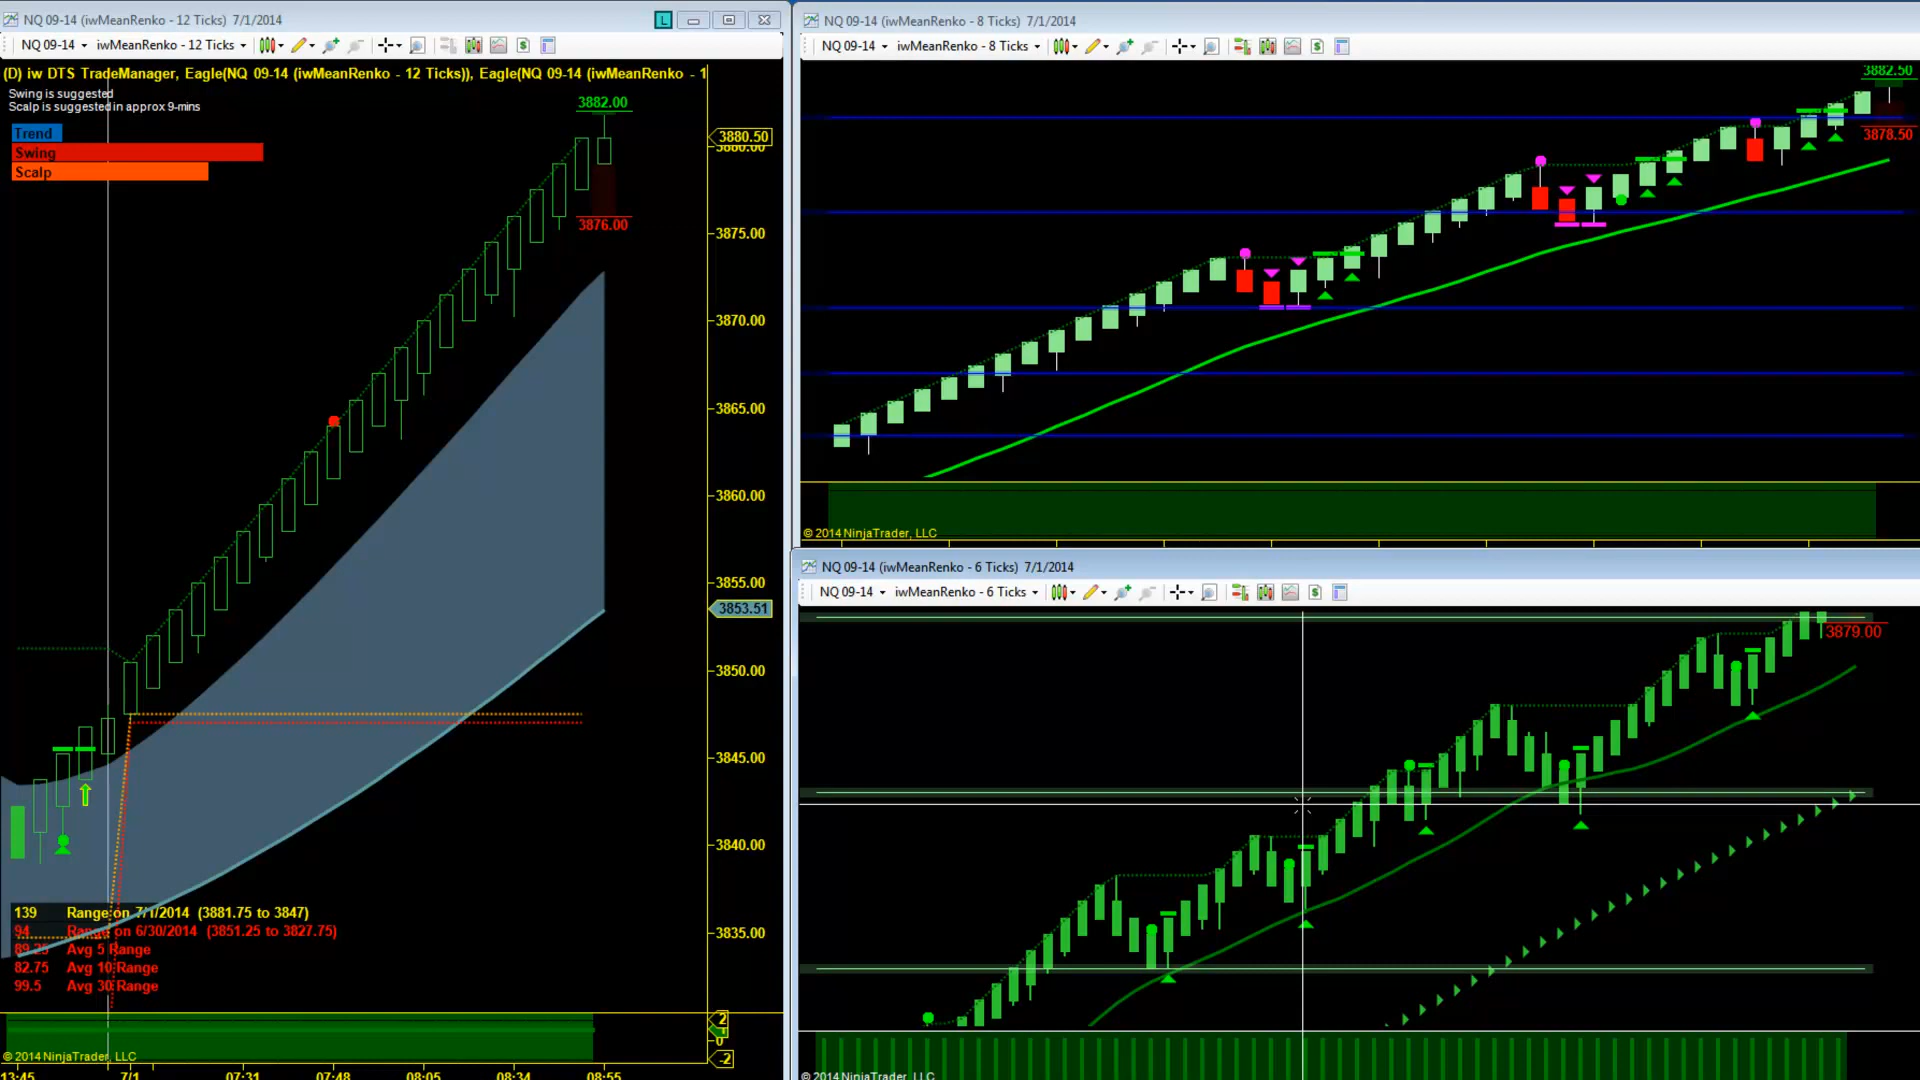 NQ 09-14 (iwMeanRenko - 12 Ticks) 7/1/2014
L
NQ 09-14 iwMeanRenko - 12 Ticks
(D) iw DTS TradeManager, Eagle(NQ 09-14 (iwMeanRenko - 12 Ticks)), Eagle(NQ 09-14 (iwMeanRenko - 1
Swing is suggested
Scalp is suggested in approx 9-mins
Trend
Swing
Scalp
3882.00
3876.00
3880.50
3880.00
3875.00
3870.00
3865.00
3860.00
3855.00
3853.51
3850.00
3845.00
3840.00
3835.00
139 Range on 7/1/2014 (3881.75 to 3847)
94 Range on 6/30/2014 (3851.25 to 3827.75)
89.25 Avg 5 Range
82.75 Avg 10 Range
99.5 Avg 30 Range
2
1
0
-2
© 2014 NinjaTrader, LLC
13:45 7/1 07:31 07:48 08:05 08:34 08:55
NQ 09-14 (iwMeanRenko - 8 Ticks) 7/1/2014
NQ 09-14 iwMeanRenko - 8 Ticks
3882.50
3878.50
© 2014 NinjaTrader, LLC
NQ 09-14 (iwMeanRenko - 6 Ticks) 7/1/2014
NQ 09-14 iwMeanRenko - 6 Ticks
3879.00
© 2014 NinjaTrader, LLC